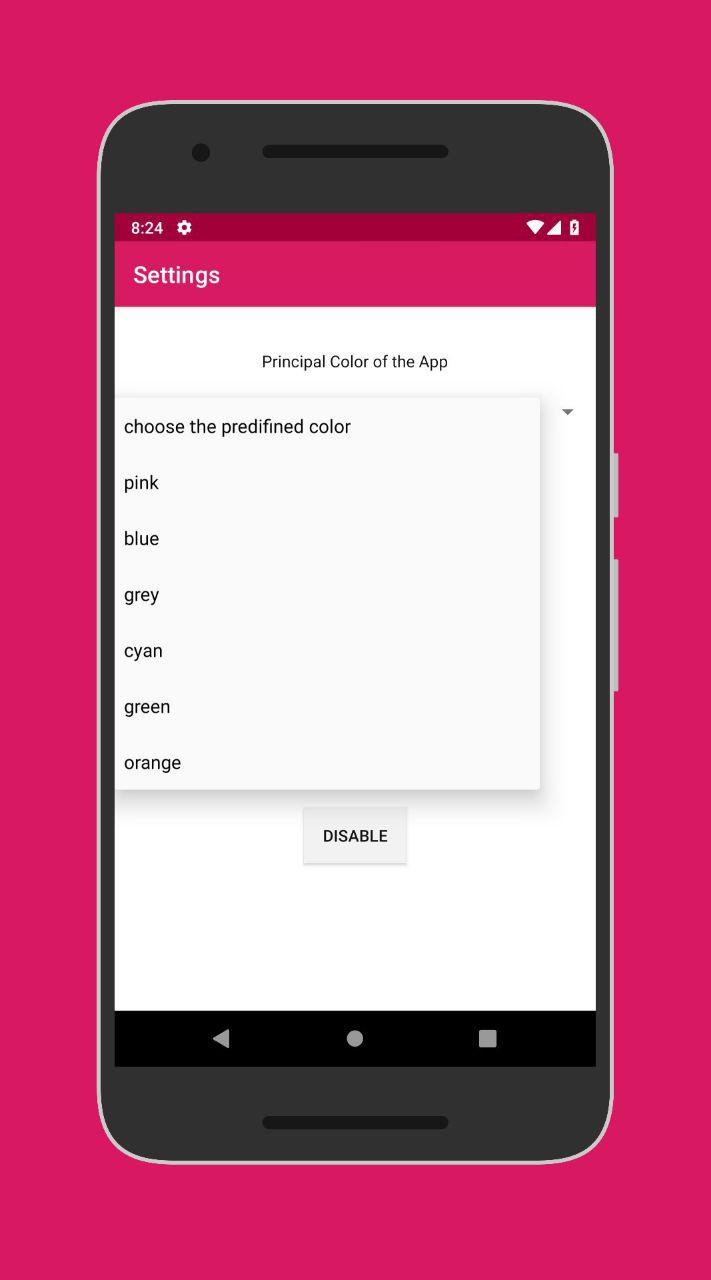 8:24
Settings
Principal Color of the App
choose the predifined color
pink
blue
grey
cyan
green
orange
DISABLE